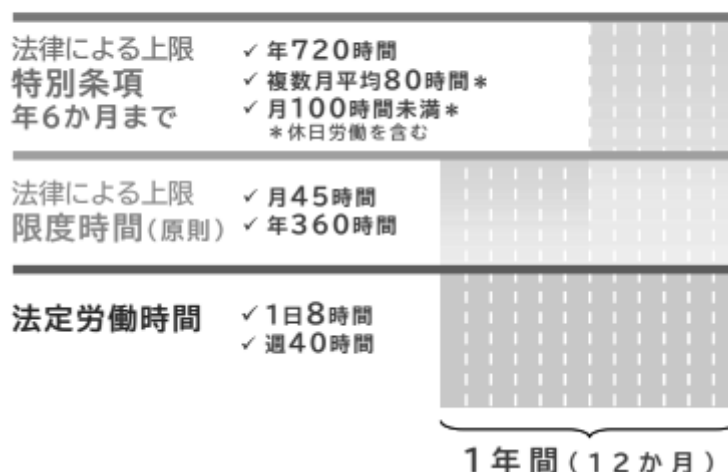 法律による上限
特別条項
年6か月まで
✓ 年720時間
✓ 複数月平均80時間*
✓ 月100時間未満*
*休日労働を含む
法律による上限
限度時間(原則)
✓ 月45時間
✓ 年360時間
法定労働時間
✓ 1日8時間
✓ 週40時間
1年間(12か月)